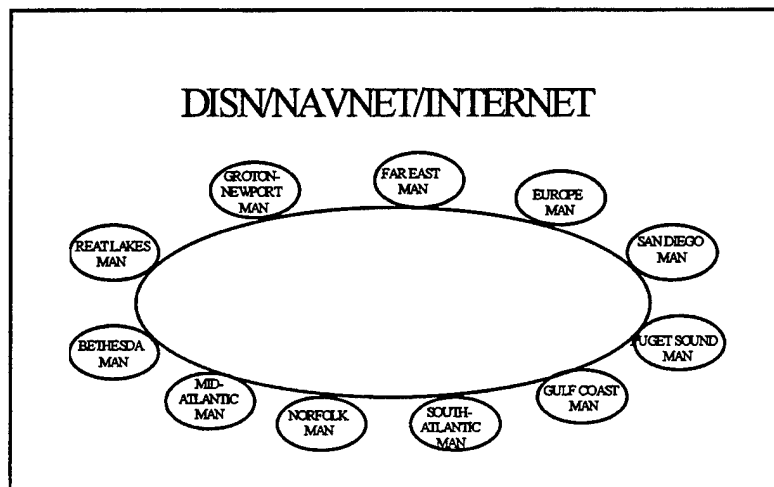 DISN/NAVNET/INTERNET
GROTON-
NEWPORT
MAN
FAR EAST
MAN
EUROPE
MAN
REAT LAKES
MAN
SAN DIEGO
MAN
BETHESDA
MAN
PUGET SOUND
MAN
MID-
ATLANTIC
MAN
NORFOLK
MAN
SOUTH-
ATLANTIC
MAN
GULF COAST
MAN